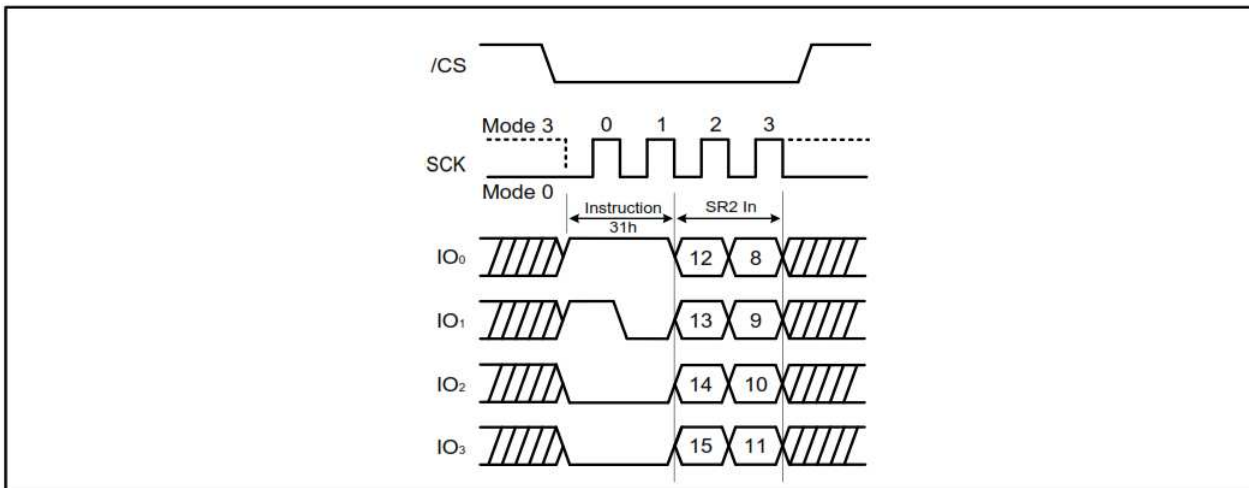 /CS
Mode 3 0 1 2 3
SCK
Mode 0
Instruction SR2 In
31h
IO₀ 12 8
IO₁ 13 9
IO₂ 14 10
IO₃ 15 11